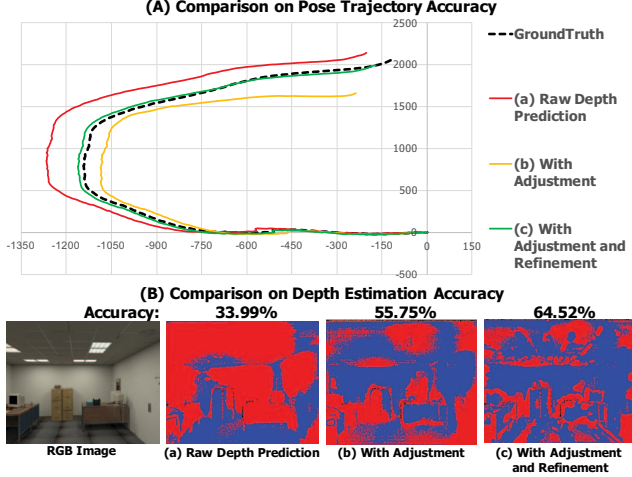 (A) Comparison on Pose Trajectory Accuracy
2500
2000
1500
1000
500
0
-500
-1350 -1200 -1050 -900 -750 -600 -450 -300 -150 0 150
GroundTruth
(a) Raw Depth
Prediction
(b) With
Adjustment
(c) With
Adjustment and
Refinement
(B) Comparison on Depth Estimation Accuracy
Accuracy: 33.99% 55.75% 64.52%
RGB Image (a) Raw Depth Prediction (b) With Adjustment (c) With Adjustment
and Refinement